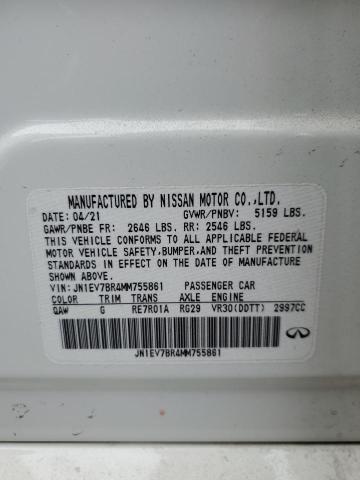 MANUFACTURED BY NISSAN MOTOR CO.,LTD.
DATE: 04/21 GVWR/PNBV: 5159 LBS.
GAWR/PNBE FR: 2646 LBS. RR: 2546 LBS.
THIS VEHICLE CONFORMS TO ALL APPLICABLE FEDERAL
MOTOR VEHICLE SAFETY,BUMPER,AND THEFT PREVENTION
STANDARDS IN EFFECT ON THE DATE OF MANUFACTURE
SHOWN ABOVE.
VIN: JN1EV7BR4MM755861 PASSENGER CAR
COLOR TRIM TRANS AXLE ENGINE
QAW G RE7R01A RG29 VR30(DDTT) 2997CC
JN1EV7BR4MM755861